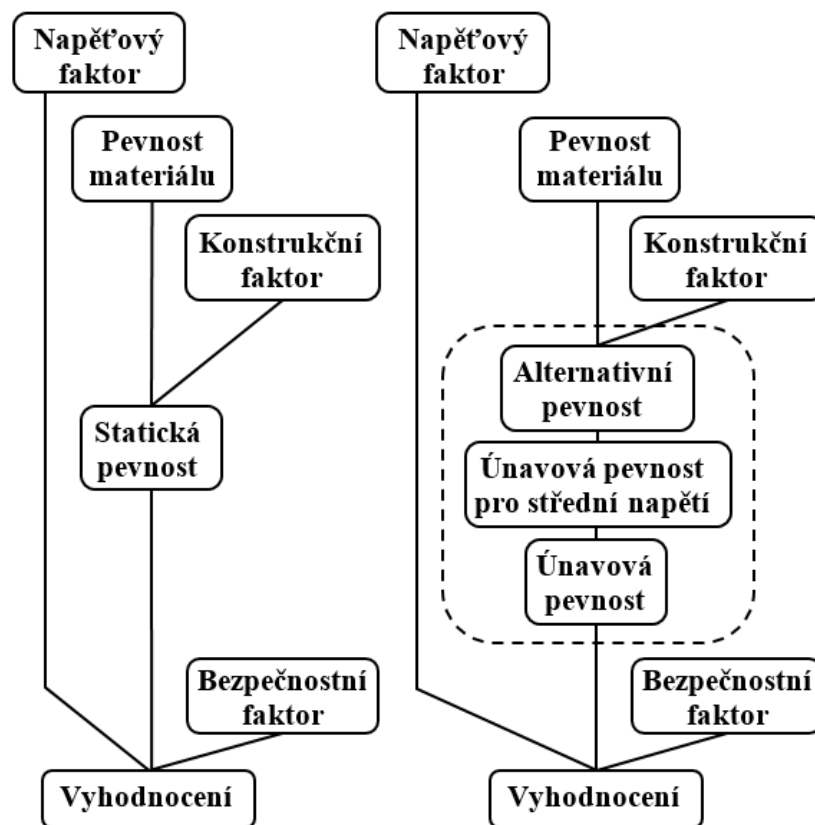 Napěťový
faktor
Pevnost
materiálu
Konstrukční
faktor
Statická
pevnost
Bezpečnostní
faktor
Vyhodnocení
Napěťový
faktor
Pevnost
materiálu
Konstrukční
faktor
Alternativní
pevnost
Únavová pevnost
pro střední napětí
Únavová
pevnost
Bezpečnostní
faktor
Vyhodnocení